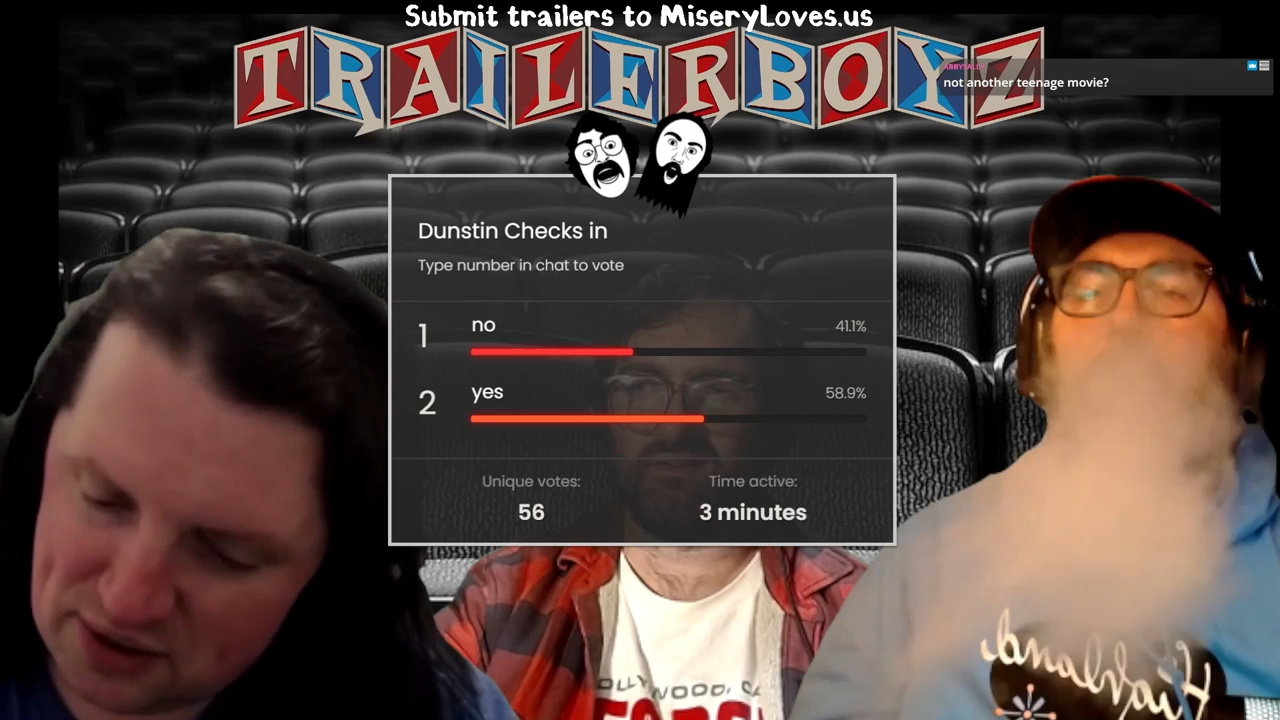 Submit trailers to MiseryLoves.us
TRAILERBOYZ
not another teenage movie?
Dunstin Checks in
Type number in chat to vote
1 no 41.1%
2 yes 58.9%
Unique votes: Time active:
56 3 minutes